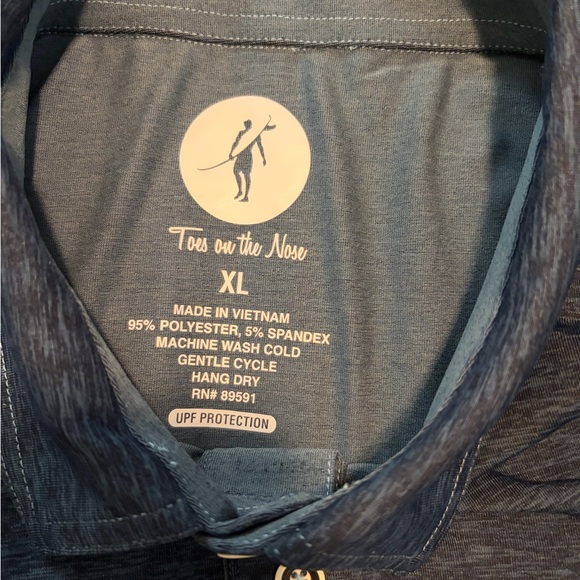 Toes on the Nose
XL
MADE IN VIETNAM
95% POLYESTER, 5% SPANDEX
MACHINE WASH COLD
GENTLE CYCLE
HANG DRY
RN# 89591
UPF PROTECTION